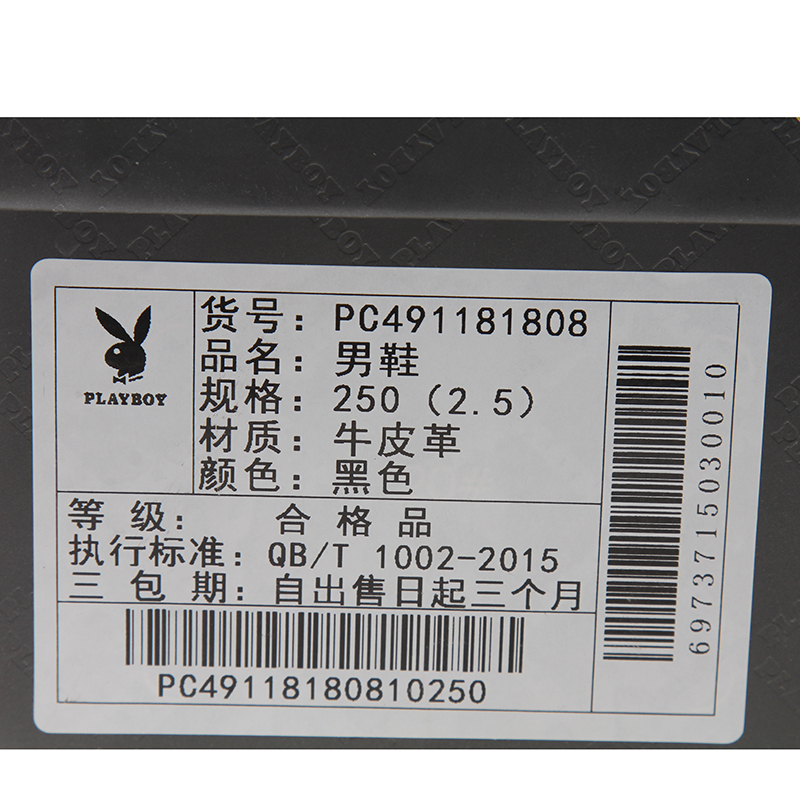 PLAYBOY
货号：PC491181808
品名：男鞋
规格：250（2.5）
材质：牛皮革
颜色：黑色
等级：合格品
执行标准：QB/T 1002-2015
三包期：自出售日起三个月
PC49118180810250
6973715030010